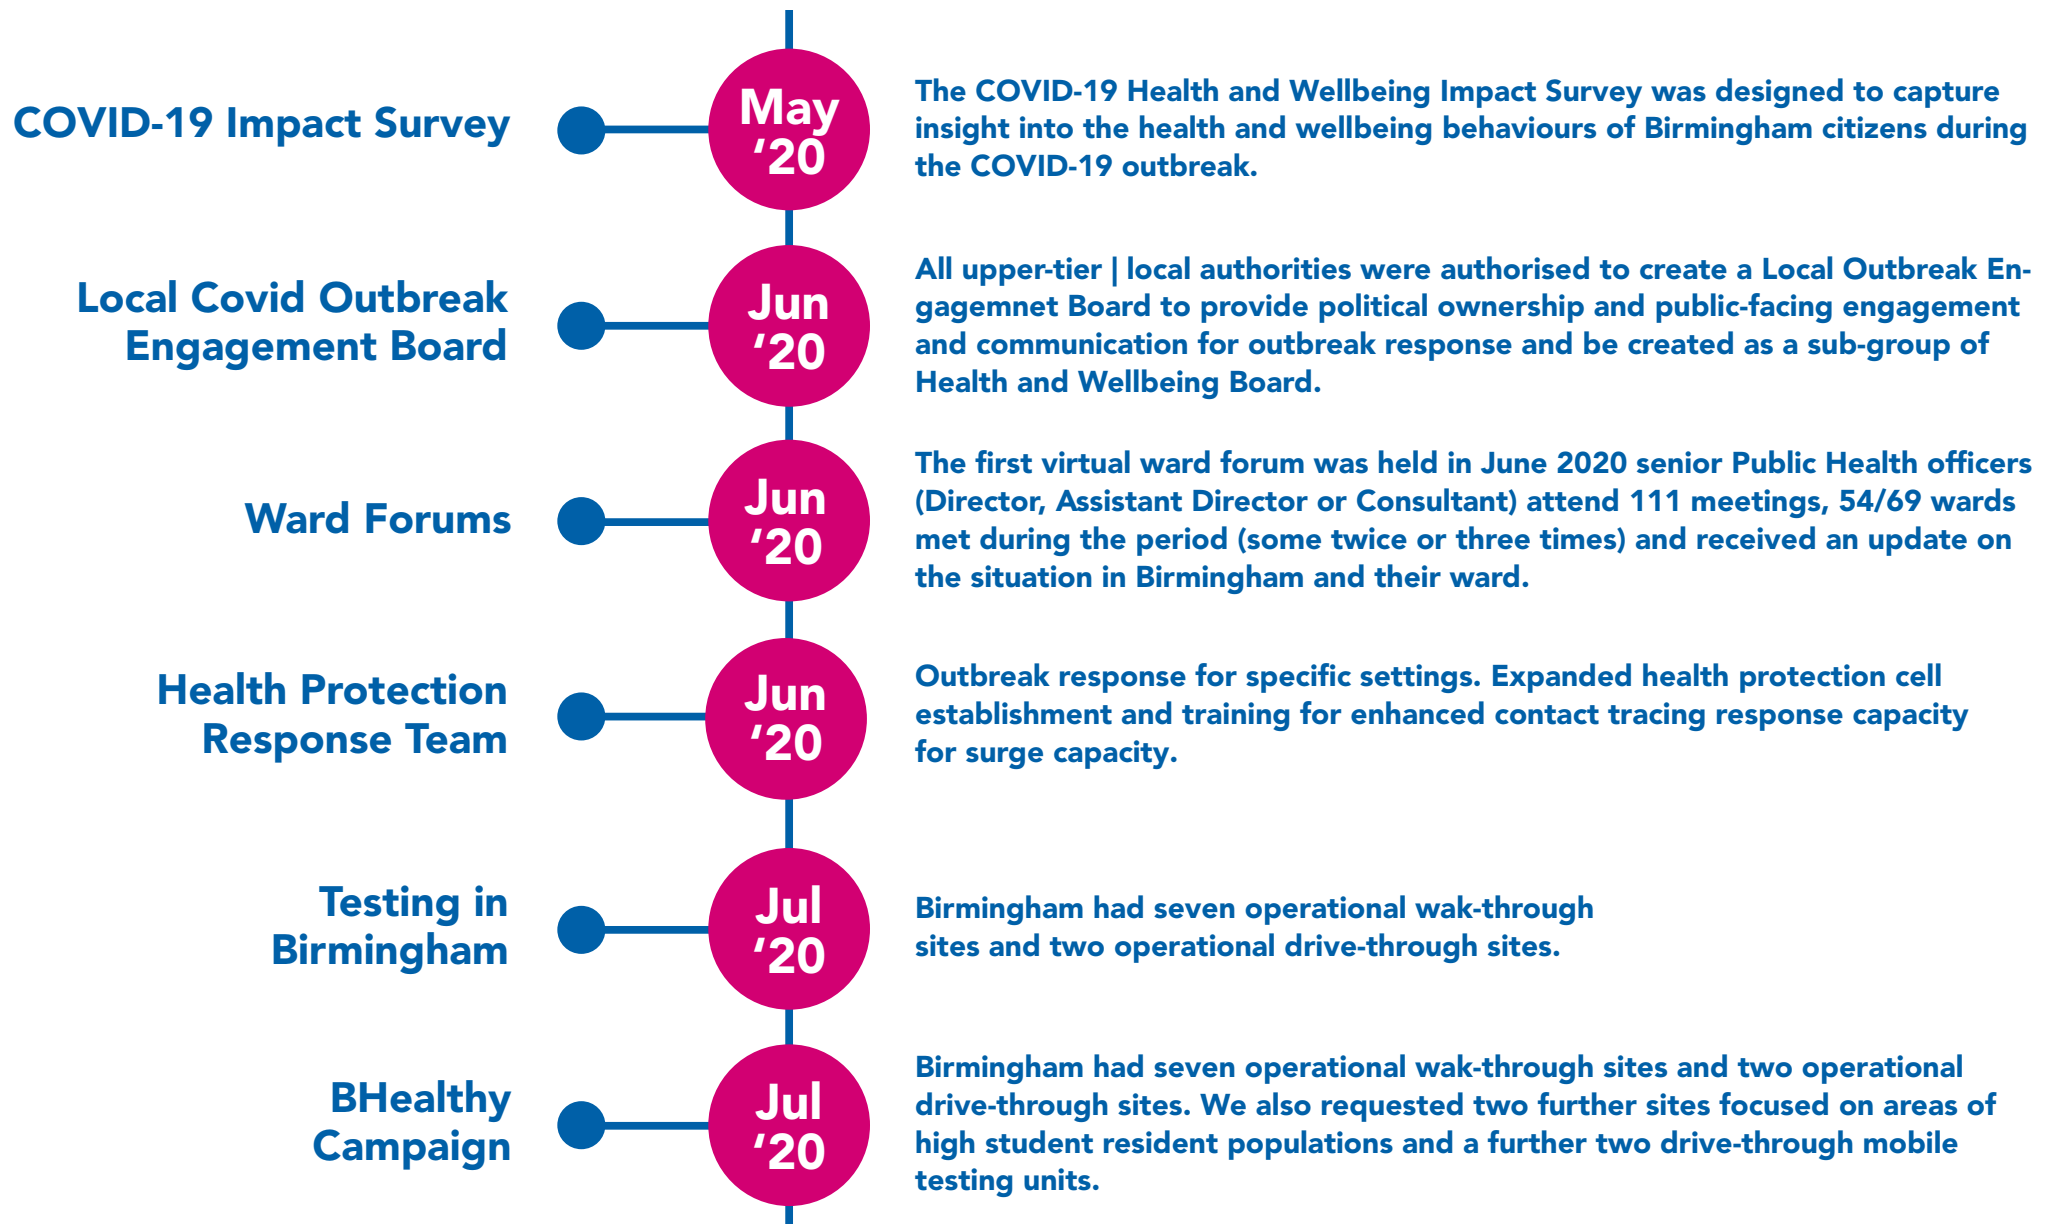 COVID-19 Impact Survey
May
‘20
The COVID-19 Health and Wellbeing Impact Survey was designed to capture
insight into the health and wellbeing behaviours of Birmingham citizens during
the COVID-19 outbreak.
Local Covid Outbreak
Engagement Board
Jun
‘20
All upper-tier | local authorities were authorised to create a Local Outbreak En-
gagemnet Board to provide political ownership and public-facing engagement
and communication for outbreak response and be created as a sub-group of
Health and Wellbeing Board.
Ward Forums
Jun
‘20
The first virtual ward forum was held in June 2020 senior Public Health officers
(Director, Assistant Director or Consultant) attend 111 meetings, 54/69 wards
met during the period (some twice or three times) and received an update on
the situation in Birmingham and their ward.
Health Protection
Response Team
Jun
‘20
Outbreak response for specific settings. Expanded health protection cell
establishment and training for enhanced contact tracing response capacity
for surge capacity.
Testing in
Birmingham
Jul
‘20
Birmingham had seven operational wak-through
sites and two operational drive-through sites.
BHealthy
Campaign
Jul
‘20
Birmingham had seven operational wak-through sites and two operational
drive-through sites. We also requested two further sites focused on areas of
high student resident populations and a further two drive-through mobile
testing units.